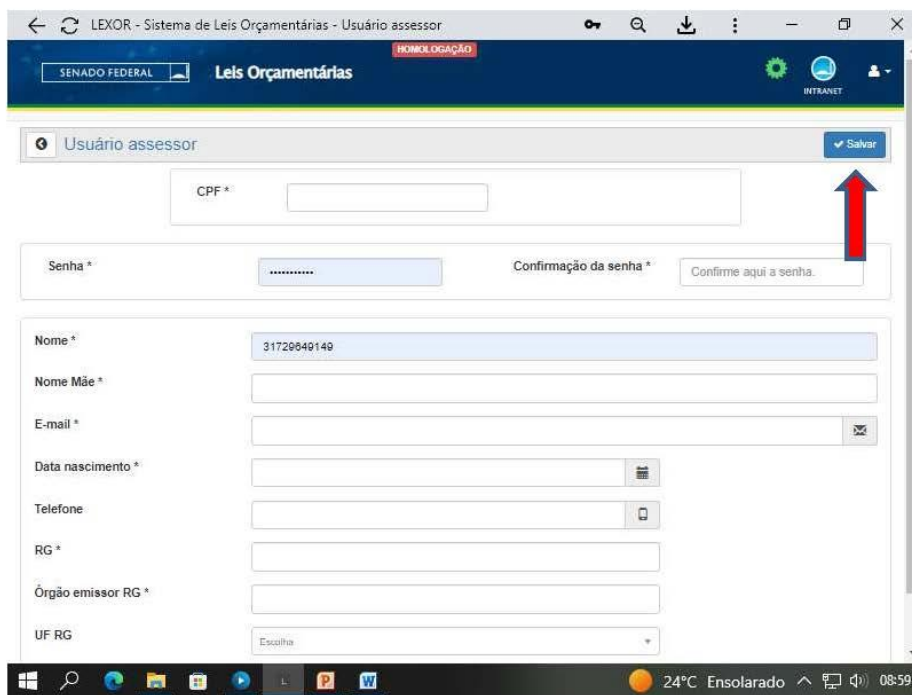 LEXOR - Sistema de Leis Orçamentárias - Usuário assessor
HOMOLOGAÇÃO
SENADO FEDERAL
Leis Orçamentárias
INTRANET
Usuário assessor
Salvar
CPF *
Senha *
•••••••••••
Confirmação da senha *
Confirme aqui a senha.
Nome *
31729649149
Nome Mãe *
E-mail *
Data nascimento *
Telefone
RG *
Órgão emissor RG *
UF RG
Escolha
L
P
W
24°C Ensolarado
08:59